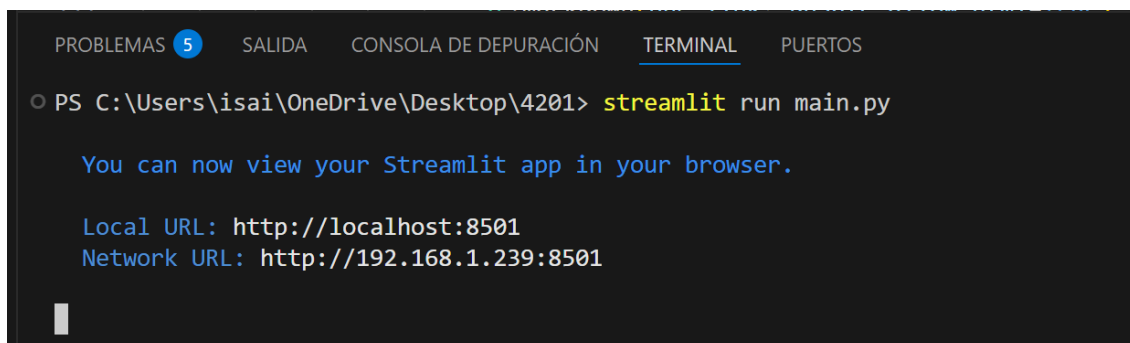 PROBLEMAS 5 SALIDA CONSOLA DE DEPURACIÓN TERMINAL PUERTOS
PS C:\Users\isai\OneDrive\Desktop\4201> streamlit run main.py
You can now view your Streamlit app in your browser.
Local URL: http://localhost:8501
Network URL: http://192.168.1.239:8501